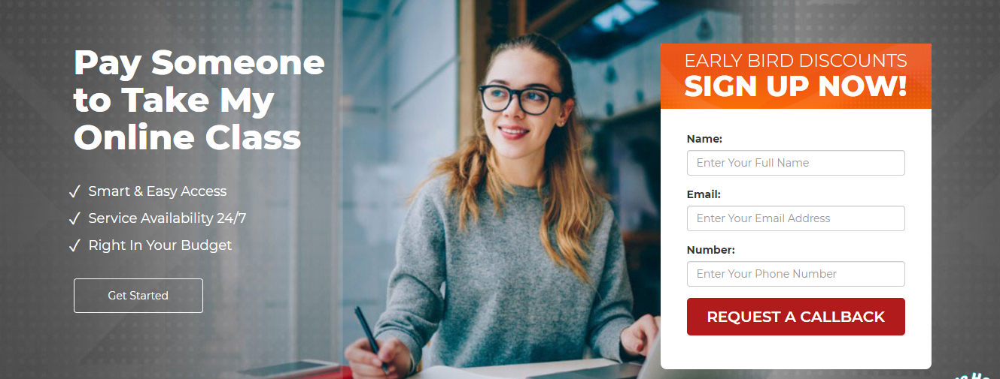 Pay Someone
to Take My
Online Class
Smart & Easy Access
Service Availability 24/7
Right In Your Budget
Get Started
EARLY BIRD DISCOUNTS
SIGN UP NOW!
Name:
Enter Your Full Name
Email:
Enter Your Email Address
Number:
Enter Your Phone Number
REQUEST A CALLBACK